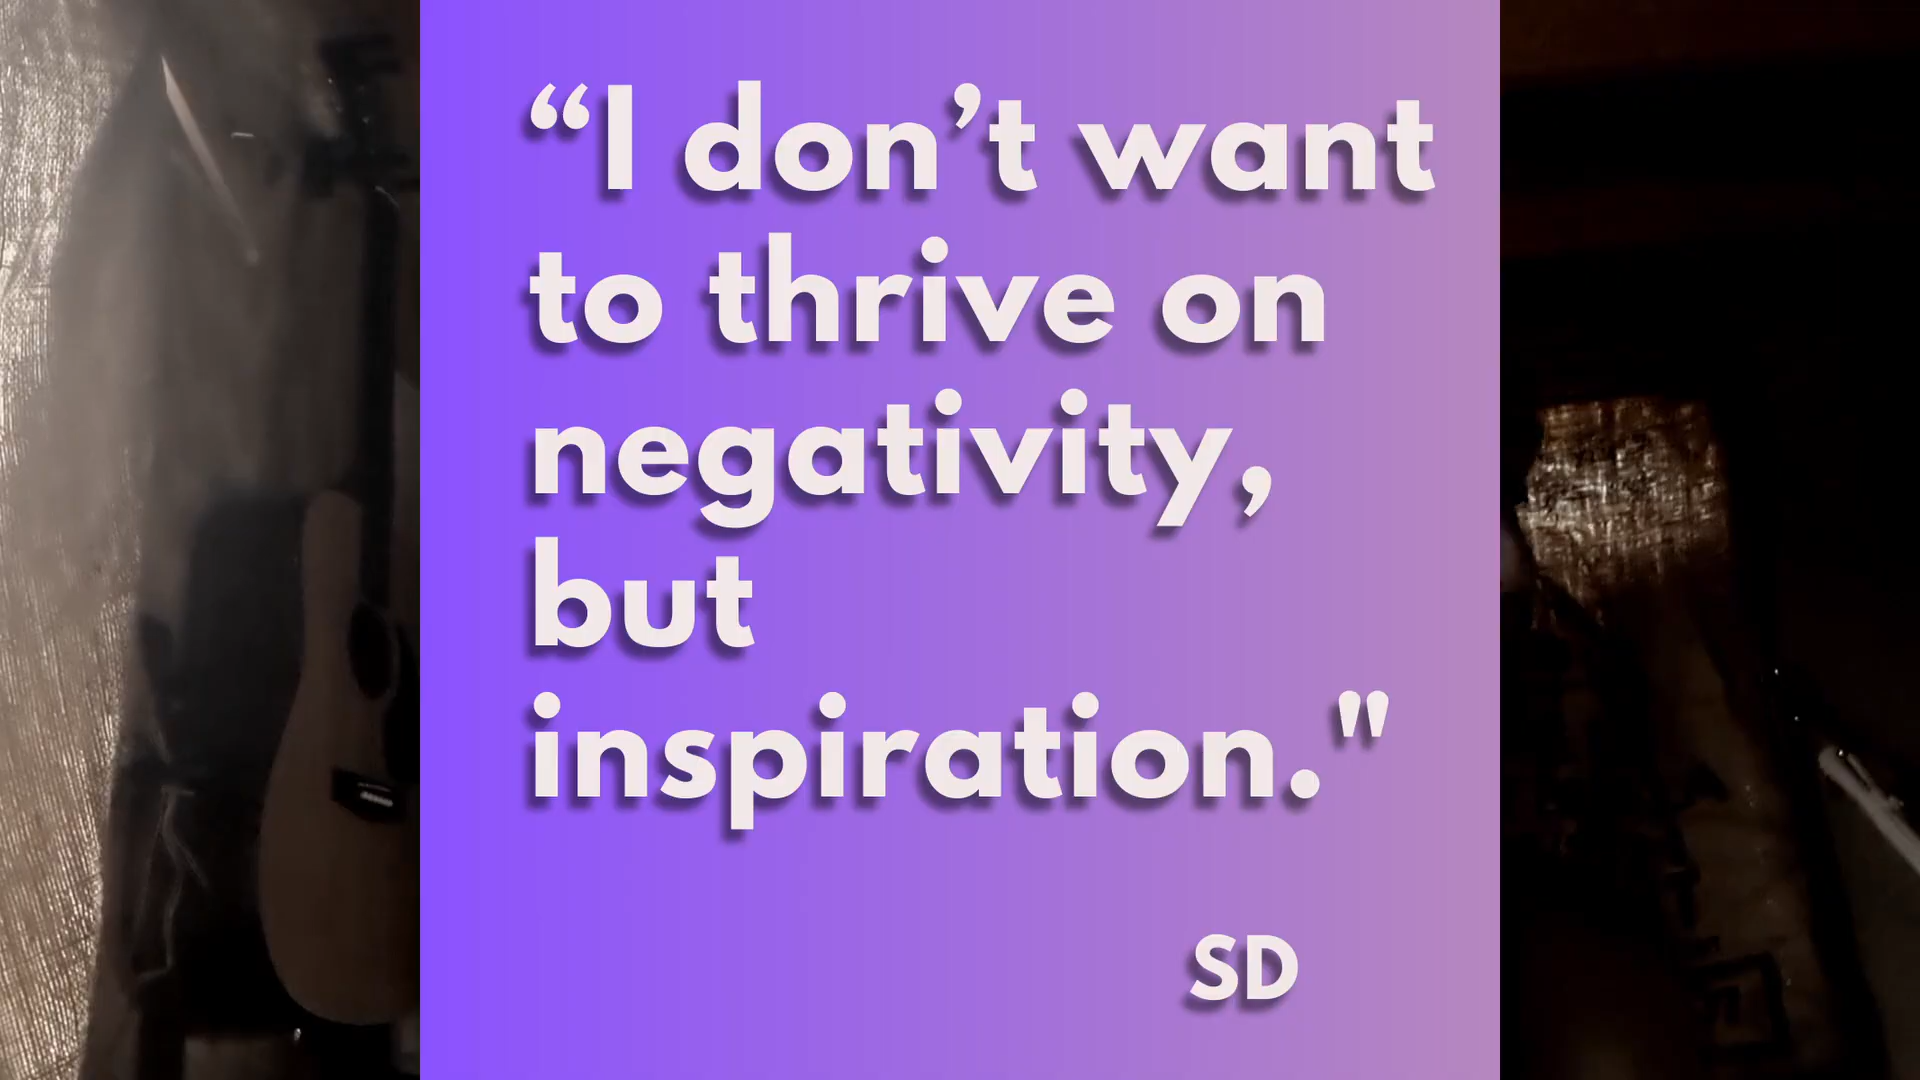 “I don’t want
to thrive on
negativity,
but
inspiration."
SD